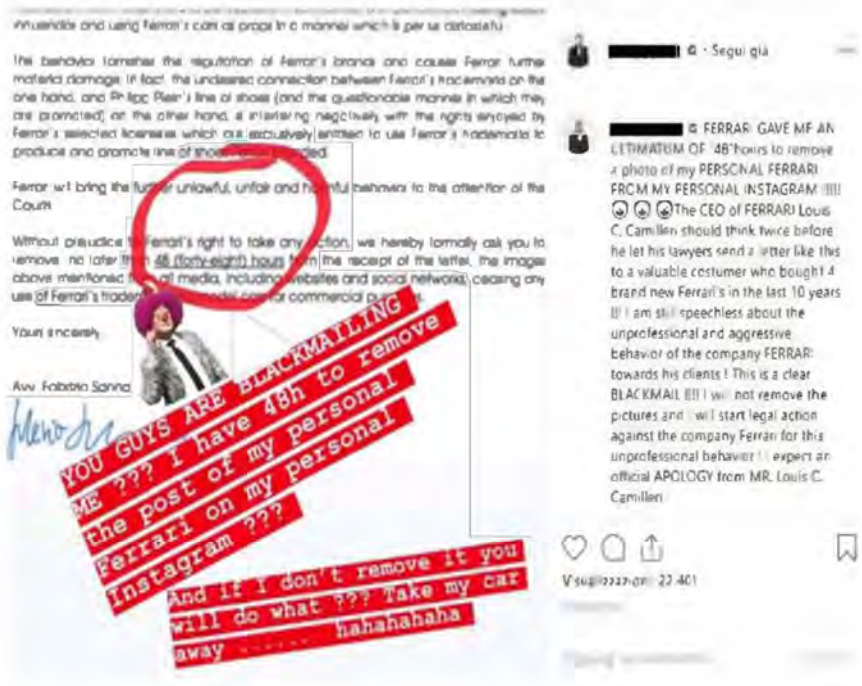 innuendos and using Ferrari's cars as props in a manner which is per se distasteful.
The behavior tarnishes the reputation of Ferrari's brands and causes Ferrari further
material damage. In fact, the undesired connection between Ferrari's trademarks on the
one hand, and Philipp Plein's line of shoes (and the questionable manner in which they
are promoted) on the other hand, is interfering negatively with the rights enjoyed by
Ferrari's selected licensees which are exclusively entitled to use Ferrari's trademarks to
produce and promote line of shoes
Ferrari will bring the further unlawful, unfair and harmful behavior to the attention of the
Court.
Without prejudice to Ferrari's right to take any action, we hereby formally ask you to
remove, no later than 48 (forty-eight) hours from the receipt of the letter, the images
above mentioned from all media, including websites and social networks, ceasing any
use of Ferrari's model cars for commercial
Yours sincerely,
Avv. Fabrizio Sanna
YOU GUYS ARE BLACKMAILING
ME ??? I have 48h to remove
the post of my personal
Ferrari on my personal
Instagram ???
And if I don't remove it you
will do what ??? Take my car
away ...... hahahahaha
Segui già
FERRARI GAVE ME AN
ULTIMATUM OF 48 hours to remove
a photo of my PERSONAL FERRARI
FROM MY PERSONAL INSTAGRAM !!!!!
The CEO of FERRARI Louis
C. Camilleri should think twice before
he let his lawyers send a letter like this
to a valuable costumer who bought 4
brand new Ferrari's in the last 10 years
!!! I am still speechless about the
unprofessional and aggressive
behavior of the company FERRARI
towards his clients ! This is a clear
BLACKMAIL !!!!! I will not remove the
pictures and I will start legal action
against the company Ferrari for this
unprofessional behavior ! I expect an
official APOLOGY from MR. Louis C.
Camilleri
Visualizzazioni 22.401